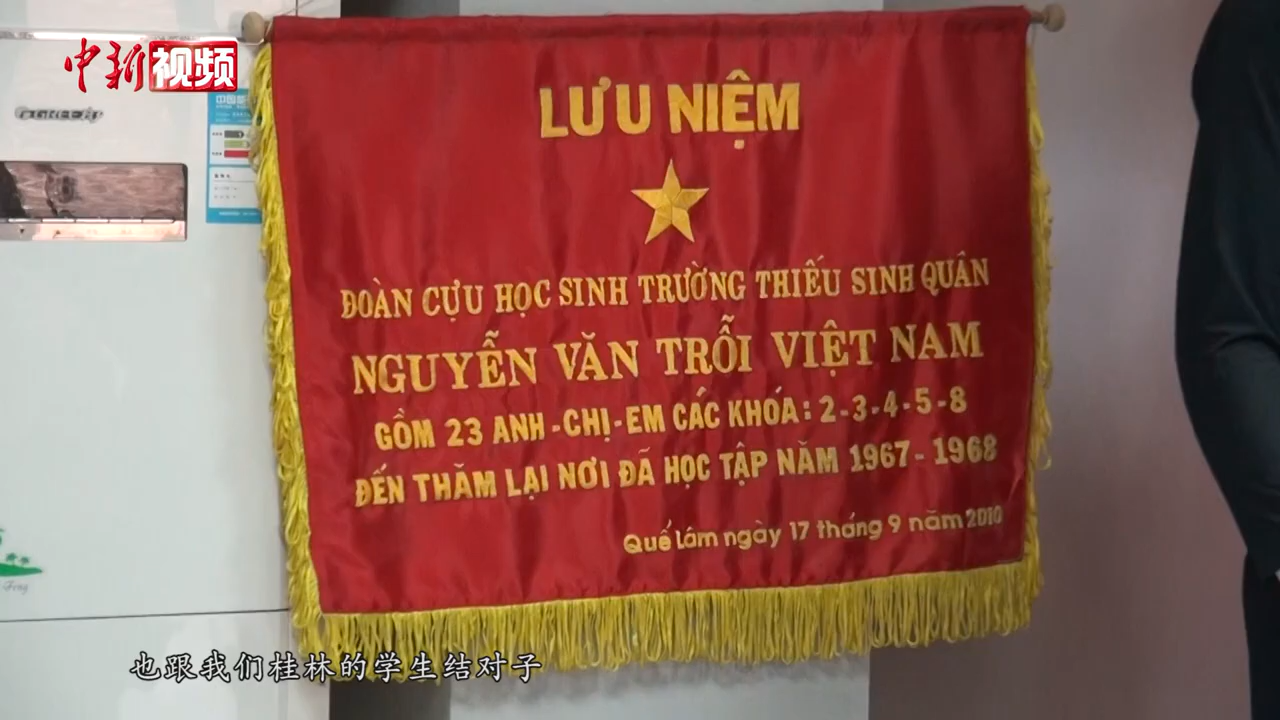 中新视频
GREE
LƯU NIỆM
ĐOÀN CỰU HỌC SINH TRƯỜNG THIẾU SINH QUÂN
NGUYỄN VĂN TRỖI VIỆT NAM
GỒM 23 ANH-CHỊ-EM CÁC KHÓA: 2-3-4-5-8
ĐẾN THĂM LẠI NƠI ĐÃ HỌC TẬP NĂM 1967-1968
Quế Lâm ngày 17 tháng 9 năm 2010
也跟我们桂林的学生结对子